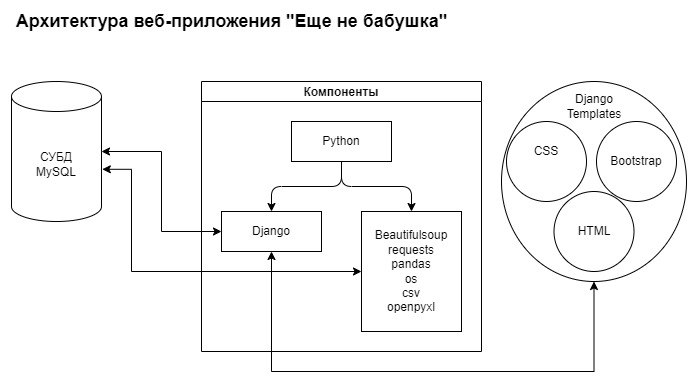 Архитектура веб-приложения "Еще не бабушка"
СУБД
MySQL
Компоненты
Python
Django
Beautifulsoup
requests
pandas
os
csv
openpyxl
Django
Templates
CSS
Bootstrap
HTML